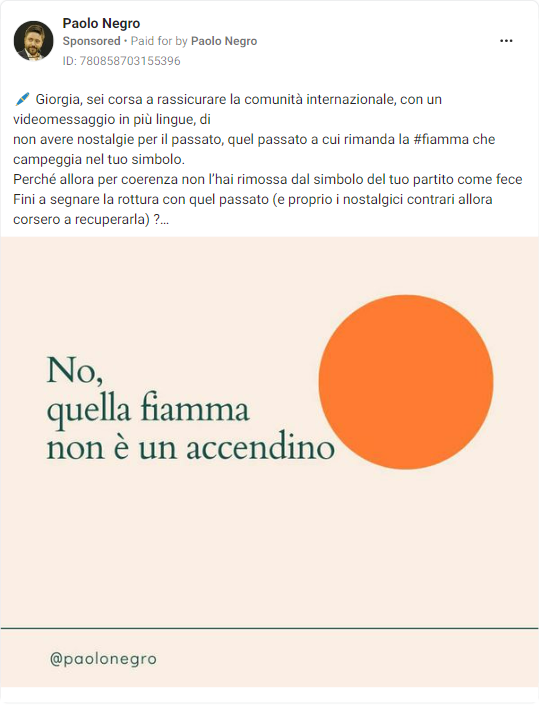 Paolo Negro
Sponsored • Paid for by Paolo Negro
ID: 780858703155396
Giorgia, sei corsa a rassicurare la comunità internazionale, con un
videomessaggio in più lingue, di
non avere nostalgie per il passato, quel passato a cui rimanda la #fiamma che
campeggia nel tuo simbolo.
Perché allora per coerenza non l’hai rimossa dal simbolo del tuo partito come fece
Fini a segnare la rottura con quel passato (e proprio i nostalgici contrari allora
corsero a recuperarla) ?...
No,
quella fiamma
non è un accendino
@paolonegro